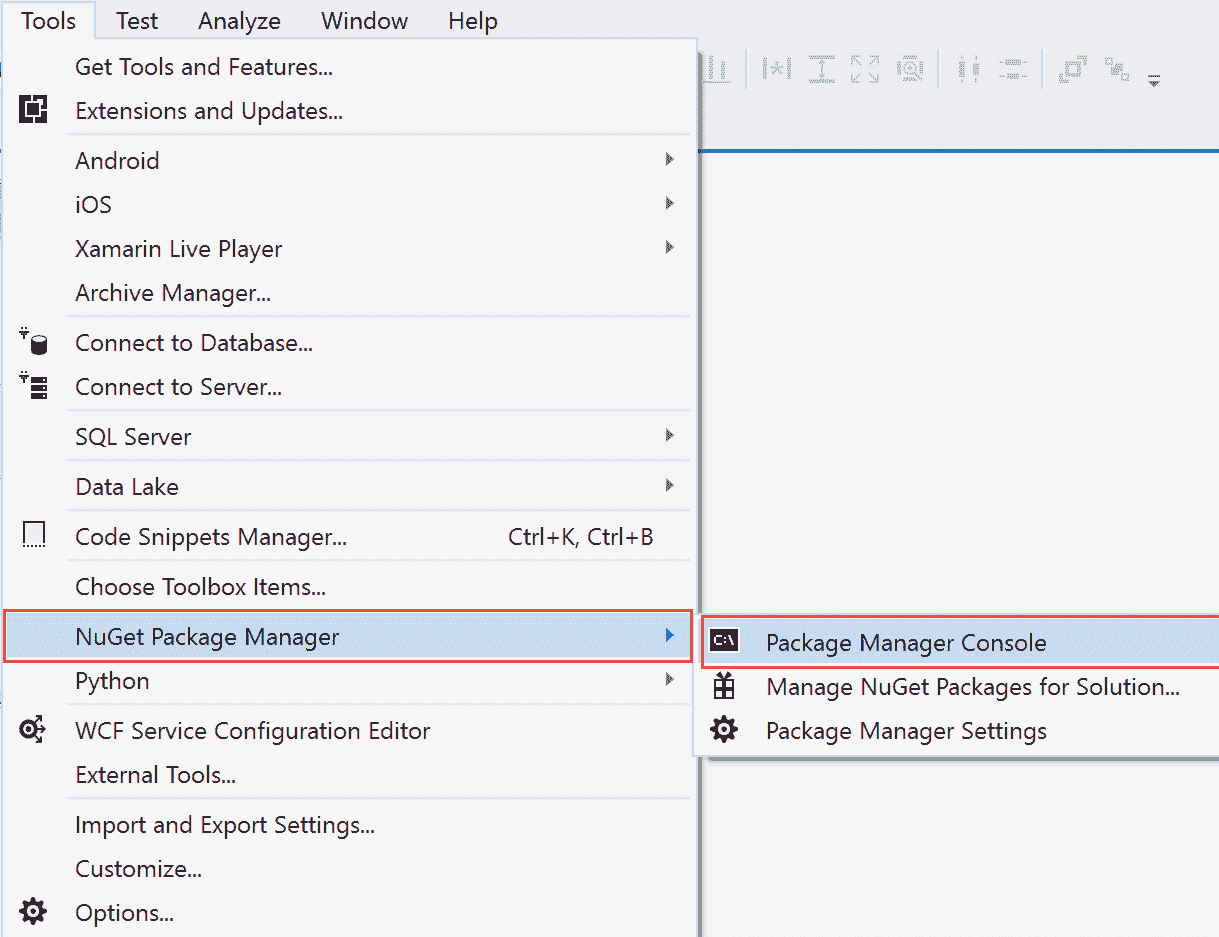 Tools Test Analyze Window Help
Get Tools and Features...
Extensions and Updates...
Android
iOS
Xamarin Live Player
Archive Manager...
Connect to Database...
Connect to Server...
SQL Server
Data Lake
Code Snippets Manager... Ctrl+K, Ctrl+B
Choose Toolbox Items...
NuGet Package Manager
C:\ Package Manager Console
Manage NuGet Packages for Solution...
Package Manager Settings
Python
WCF Service Configuration Editor
External Tools...
Import and Export Settings...
Customize...
Options...